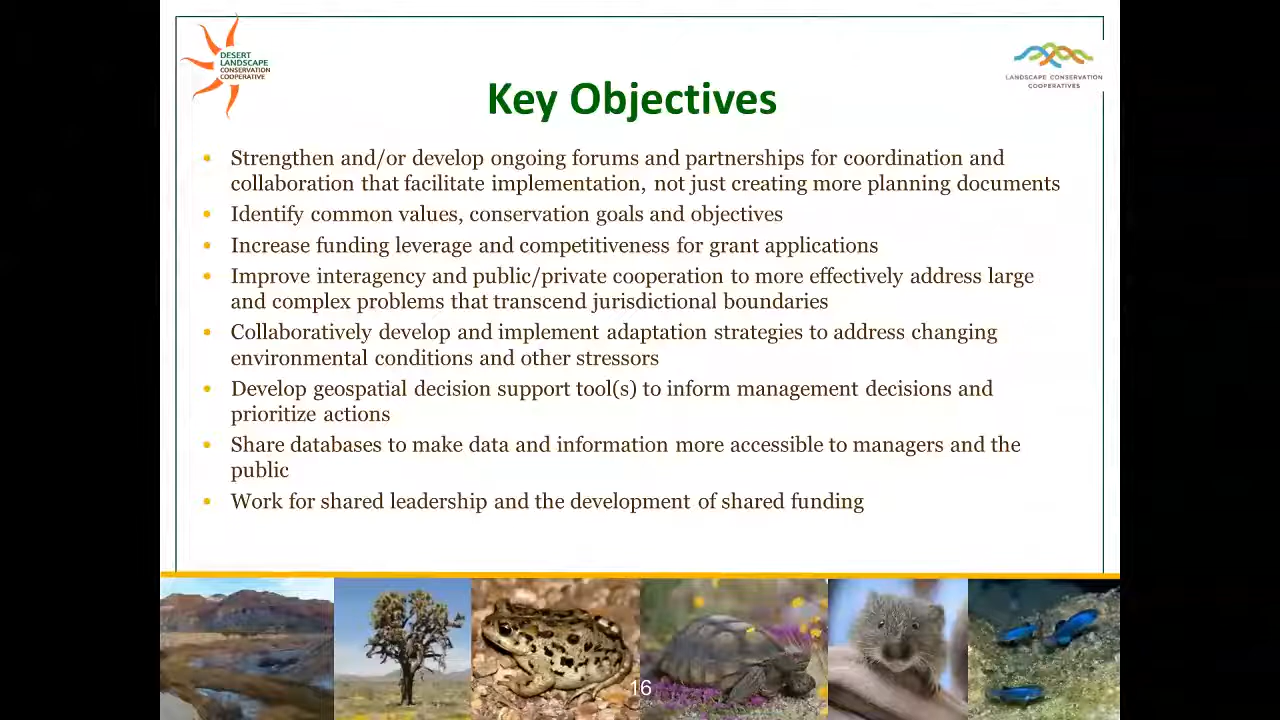 DESERT
LANDSCAPE
CONSERVATION
COOPERATIVE
LANDSCAPE CONSERVATION
COOPERATIVES
Key Objectives
• Strengthen and/or develop ongoing forums and partnerships for coordination and
collaboration that facilitate implementation, not just creating more planning documents
• Identify common values, conservation goals and objectives
• Increase funding leverage and competitiveness for grant applications
• Improve interagency and public/private cooperation to more effectively address large
and complex problems that transcend jurisdictional boundaries
• Collaboratively develop and implement adaptation strategies to address changing
environmental conditions and other stressors
• Develop geospatial decision support tool(s) to inform management decisions and
prioritize actions
• Share databases to make data and information more accessible to managers and the
public
• Work for shared leadership and the development of shared funding
16